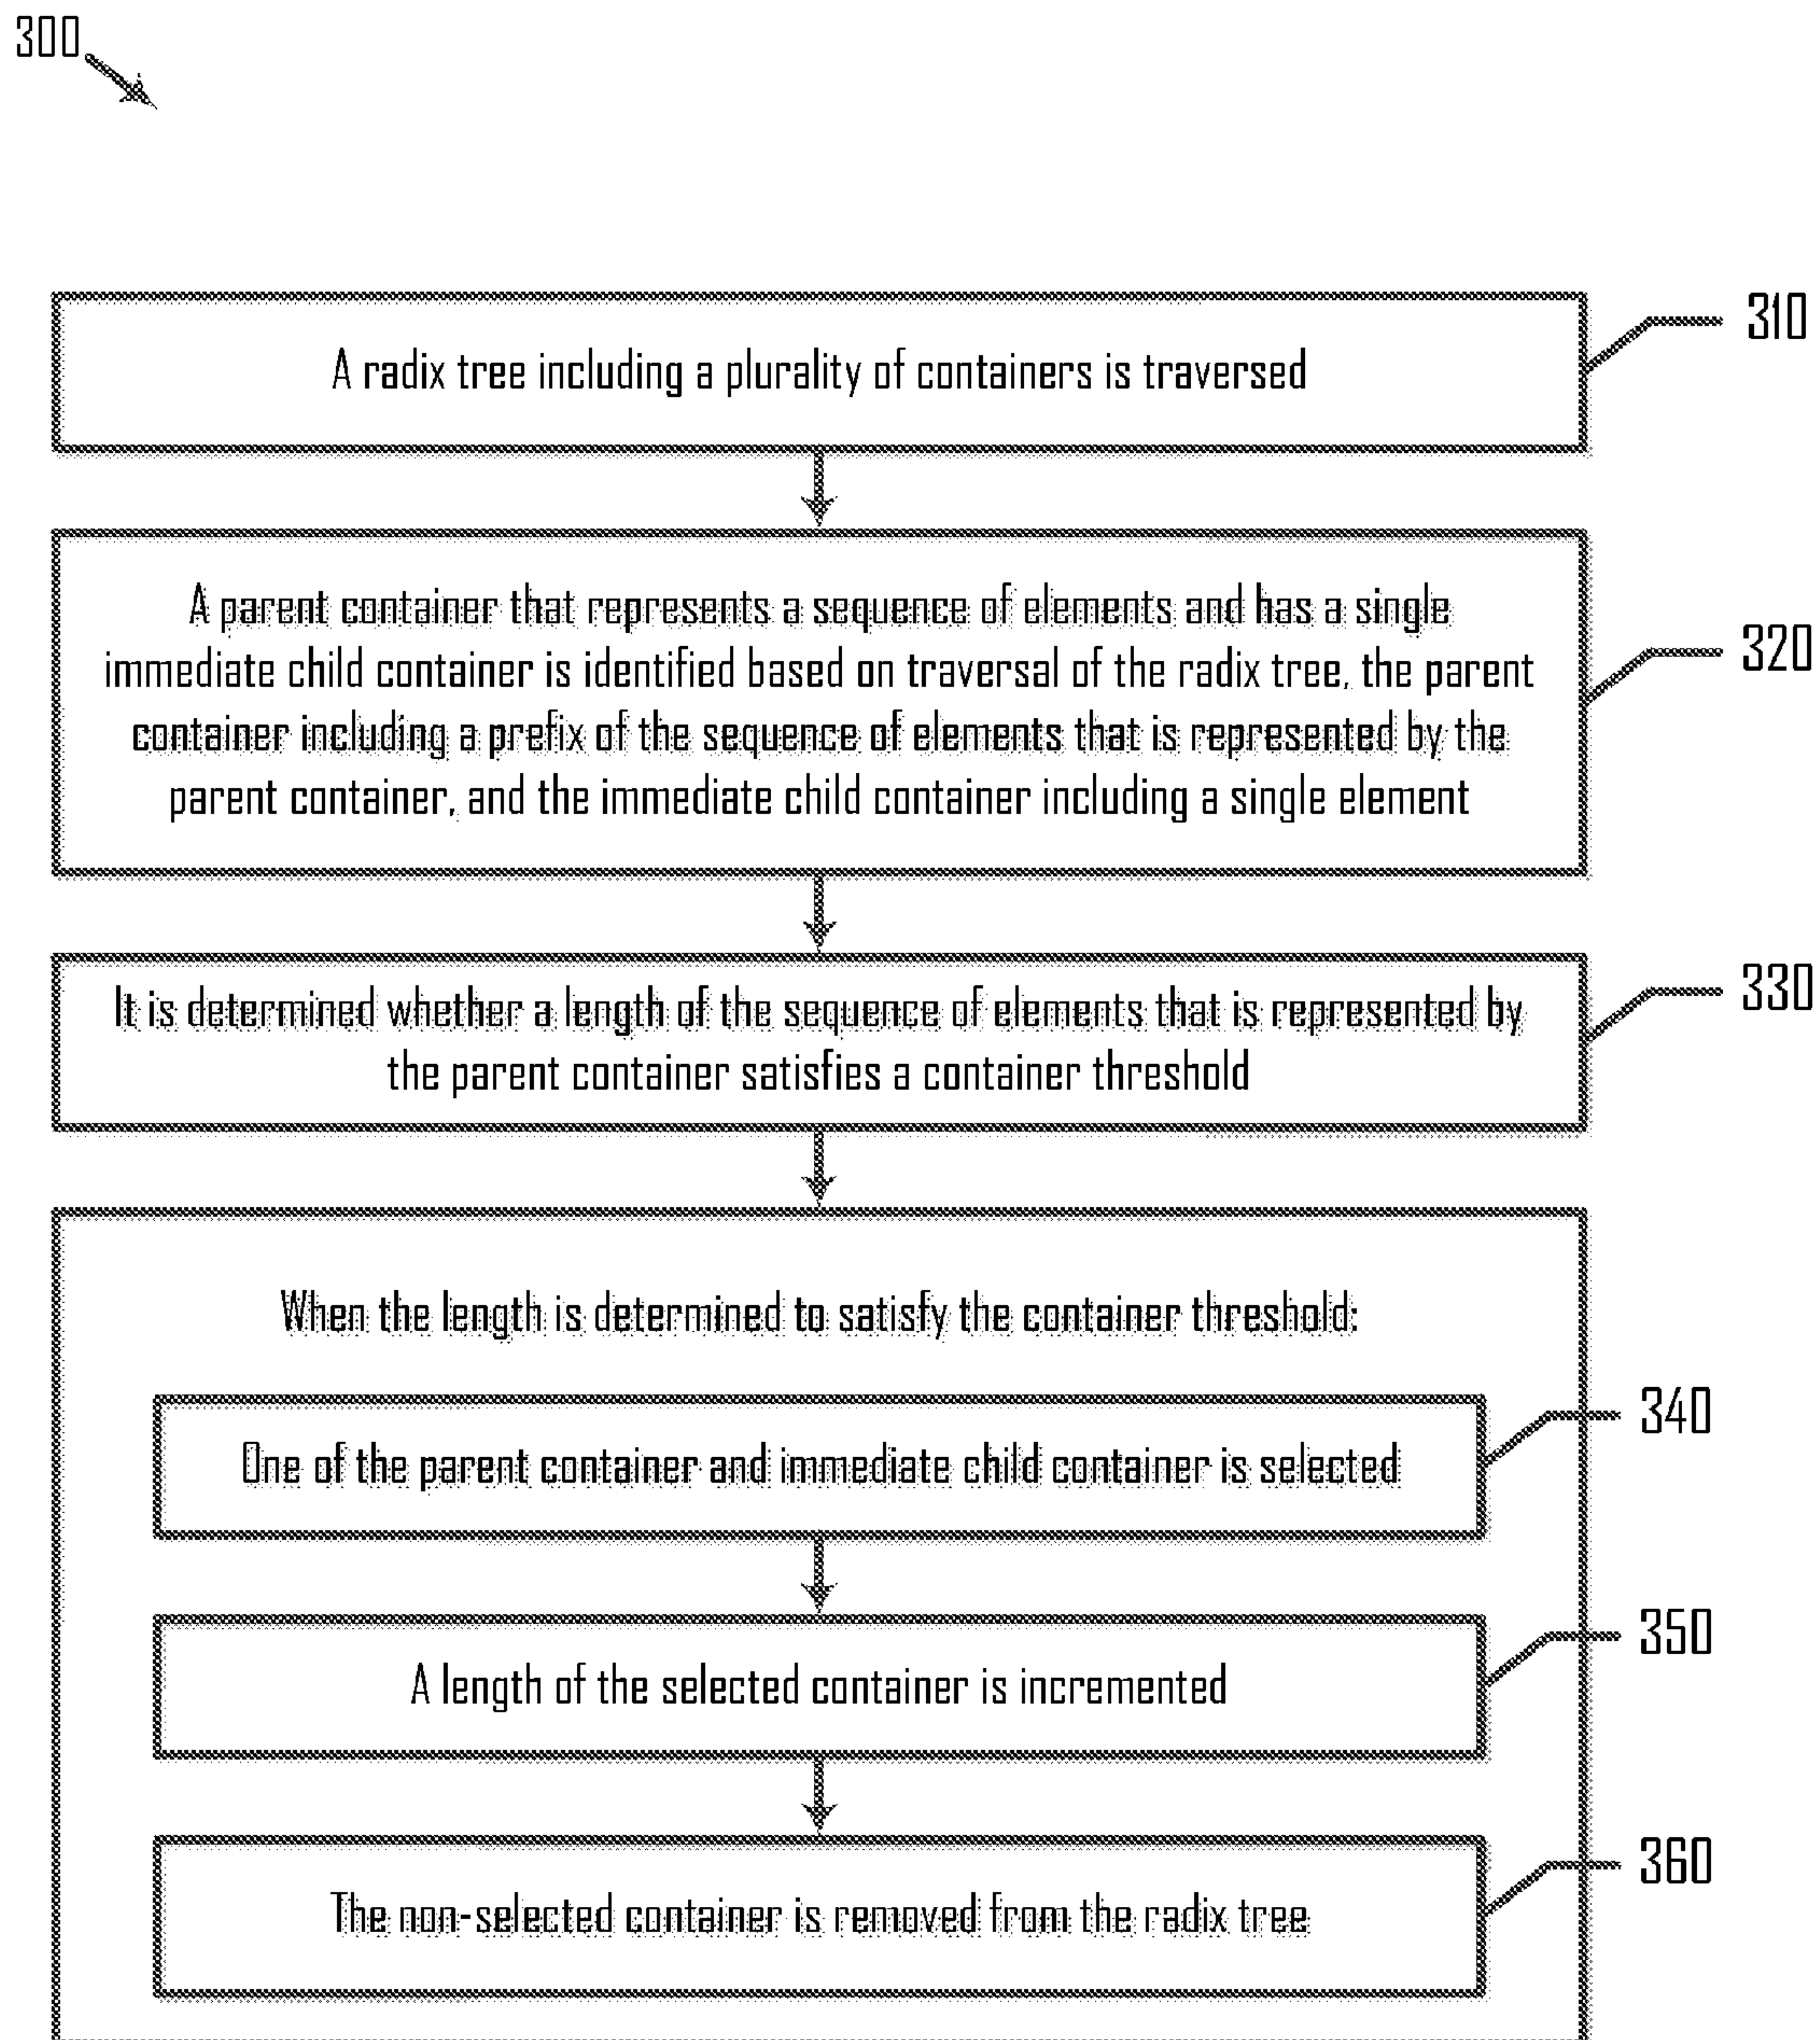 300
310
A radix tree including a plurality of containers is traversed
A parent container that represents a sequence of elements and has a single
320
immediate child container is identified based on traversal of the radix tree, the parent
container including a prefix of the sequence of elements that is represented by the
parent container, and the immediate child container including a single element
330
It is determined whether a length of the sequence of elements that is represented by
the parent container satisfies a container threshold
When the length is determined to satisfy the container threshold:
340
One of the parent container and immediate child container is selected
350
A length of the selected container is incremented
360
The non-selected container is removed from the radix tree